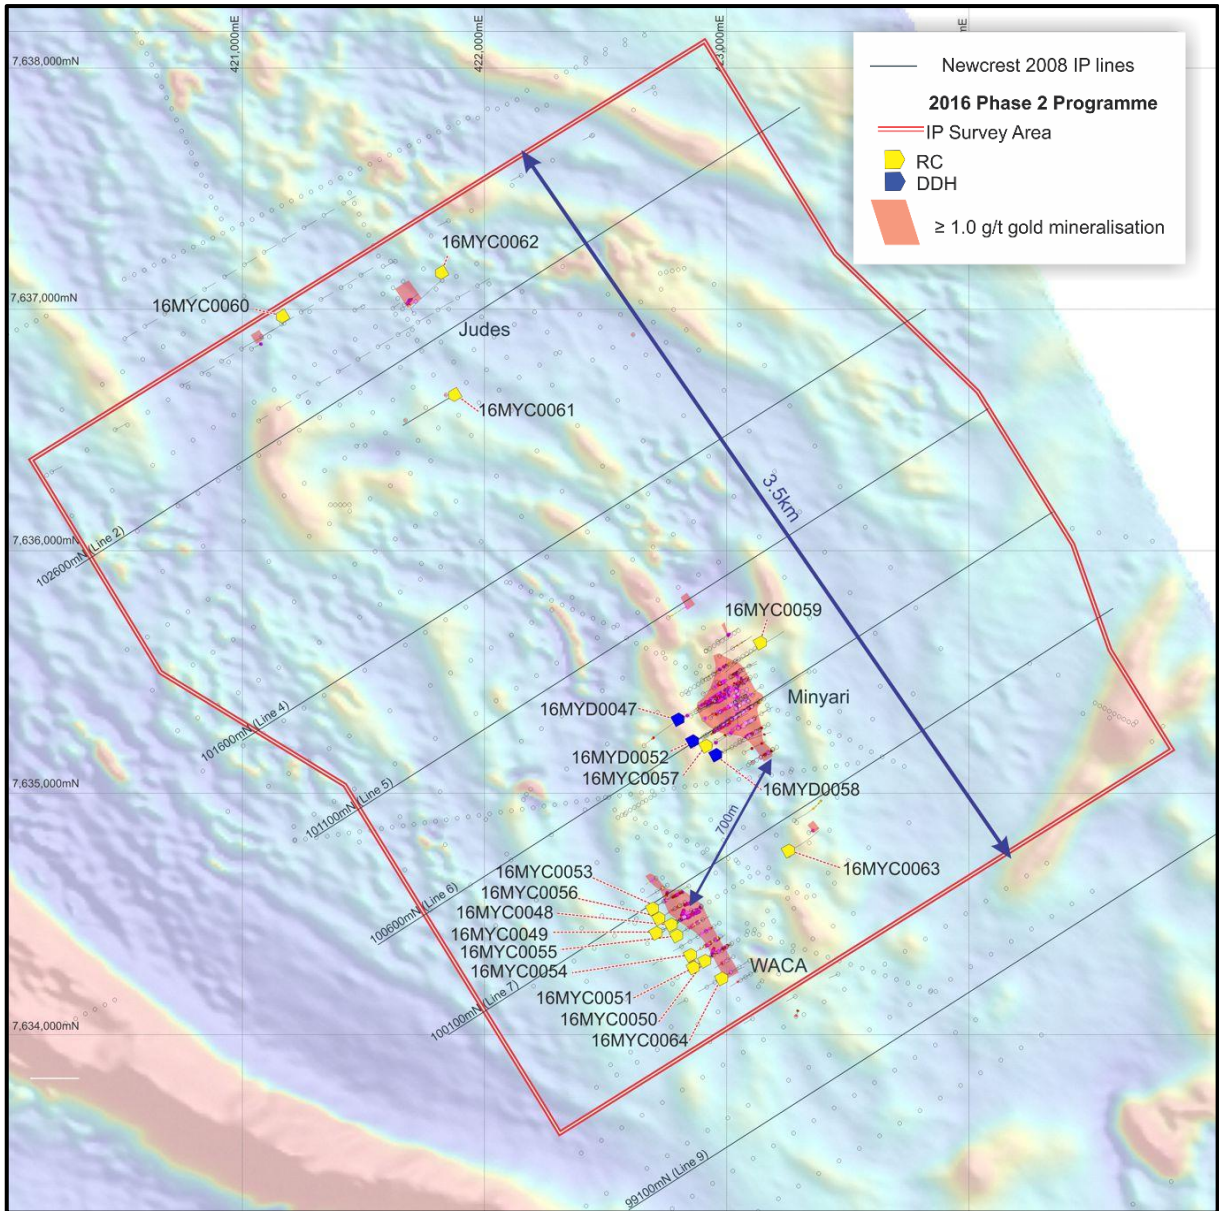 421,000mE
422,000mE
,000mE
mE
7,638,000mN
Newcrest 2008 IP lines
2016 Phase 2 Programme
IP Survey Area
RC
DDH
≥ 1.0 g/t gold mineralisation
16MYC0062
7,637,000mN
16MYC0060
Judes
16MYC0061
3.5km
7,636,000mN
102600mN (Line 2)
16MYC0059
Minyari
16MYD0047
101600mN (Line 4)
16MYD0052
16MYC0057
16MYD0058
7,635,000mN
101100mN (Line 5)
700m
16MYC0063
16MYC0053
16MYC0056
16MYC0048
16MYC0049
16MYC0055
16MYC0054
100600mN (Line 6)
WACA
16MYC0051
16MYC0050
16MYC0064
100100mN (Line 7)
7,634,000mN
99100mN (Line 9)